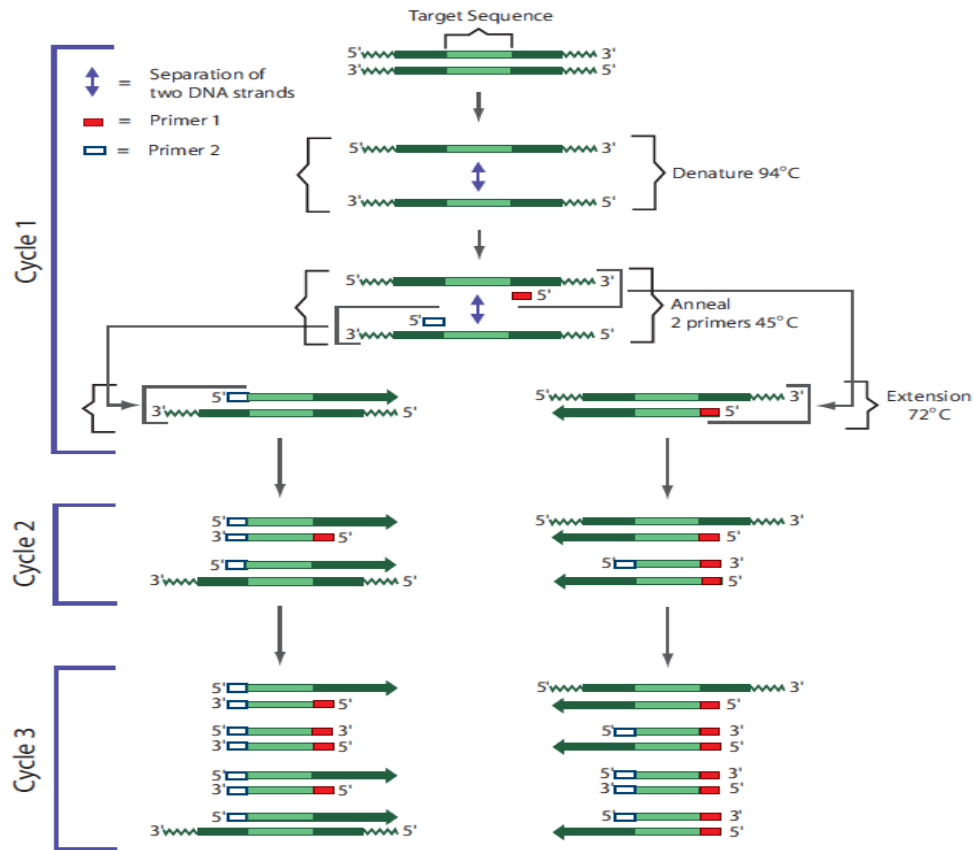 Target Sequence
5' 3'
3' 5'
= Separation of
two DNA strands
= Primer 1
= Primer 2
5' 3'
Denature 94°C
3' 5'
Cycle 1
5' 3'
5'
Anneal
2 primers 45°C
5'
3' 5'
5' 5' 3'
3' 5' 5'
Extension
72°C
Cycle 2
5' 5' 3'
3' 5' 5'
5' 5' 3'
3' 5' 5'
Cycle 3
5' 5' 3'
3' 5' 5'
5' 3' 5' 3'
3' 5' 5'
5' 5' 3'
3' 5' 3' 5'
5' 5' 3'
3' 5' 5'